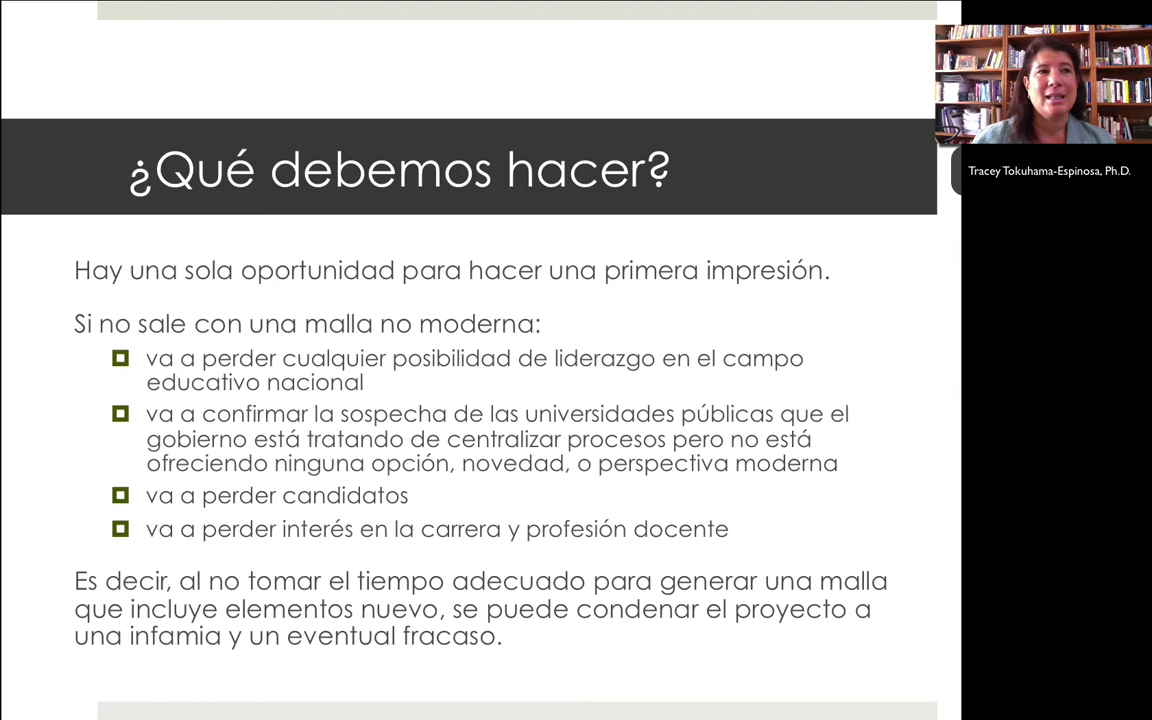 ¿Qué debemos hacer?
Tracey Tokuhama-Espinosa, Ph.D.
Hay una sola oportunidad para hacer una primera impresión.
Si no sale con una malla no moderna:
va a perder cualquier posibilidad de liderazgo en el campo
educativo nacional
va a confirmar la sospecha de las universidades públicas que el
gobierno está tratando de centralizar procesos pero no está
ofreciendo ninguna opción, novedad, o perspectiva moderna
va a perder candidatos
va a perder interés en la carrera y profesión docente
Es decir, al no tomar el tiempo adecuado para generar una malla
que incluye elementos nuevo, se puede condenar el proyecto a
una infamia y un eventual fracaso.